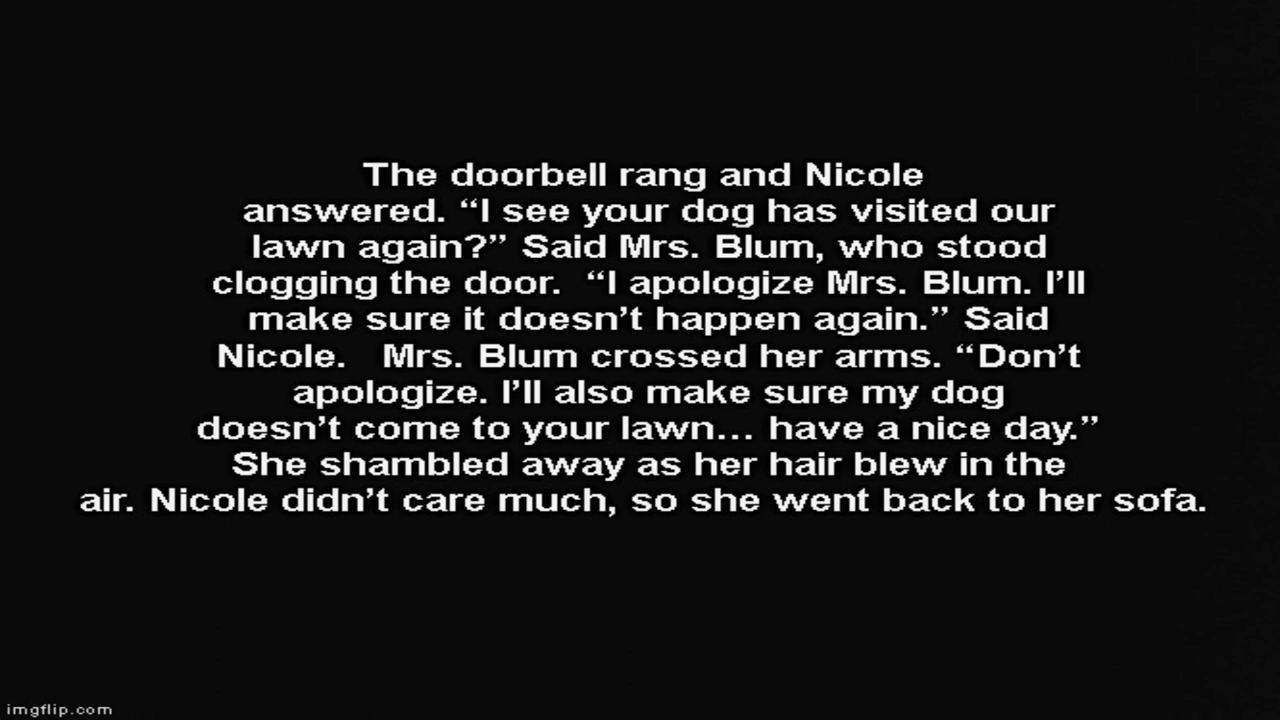 The doorbell rang and Nicole
answered. “I see your dog has visited our
lawn again?” Said Mrs. Blum, who stood
clogging the door.  “I apologize Mrs. Blum. I’ll
make sure it doesn’t happen again.” Said
Nicole.   Mrs. Blum crossed her arms. “Don’t
apologize. I’ll also make sure my dog
doesn’t come to your lawn… have a nice day.”
She shambled away as her hair blew in the
air. Nicole didn’t care much, so she went back to her sofa.
imgflip.com